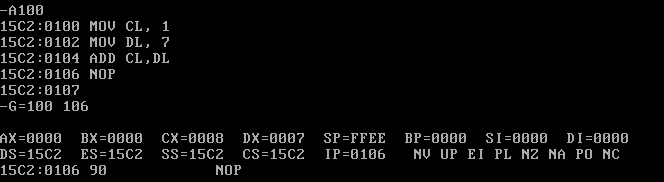 -A100
15C2:0100 MOV CL, 1
15C2:0102 MOV DL, 7
15C2:0104 ADD CL,DL
15C2:0106 NOP
15C2:0107
-G=100 106
AX=0000  BX=0000  CX=0008  DX=0007  SP=FFEE  BP=0000  SI=0000  DI=0000
DS=15C2  ES=15C2  SS=15C2  CS=15C2  IP=0106   NV UP EI PL NZ NA PO NC
15C2:0106 90            NOP